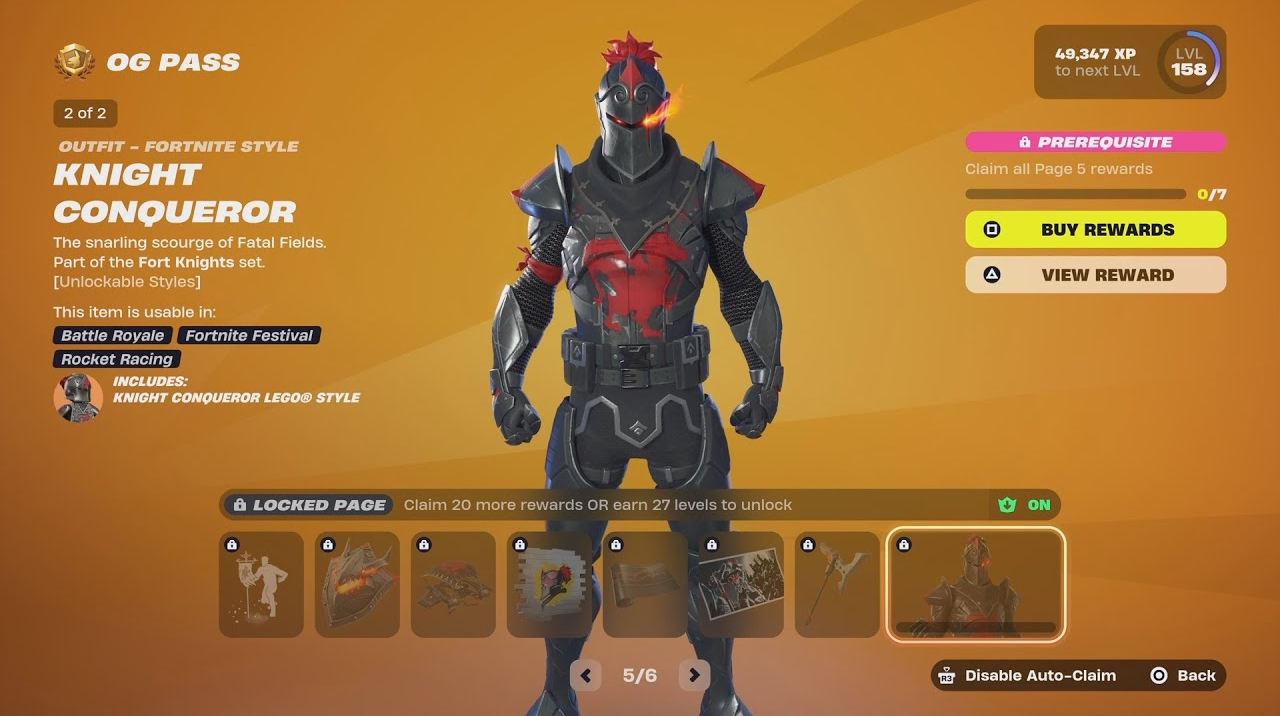 OG PASS
2 of 2
OUTFIT - FORTNITE STYLE
KNIGHT
CONQUEROR
The snarling scourge of Fatal Fields.
Part of the Fort Knights set.
[Unlockable Styles]
This item is usable in:
Battle Royale Fortnite Festival
Rocket Racing
INCLUDES:
KNIGHT CONQUEROR LEGO® STYLE
49,347 XP
to next LVL
LVL
158
PREREQUISITE
Claim all Page 5 rewards
0/7
BUY REWARDS
VIEW REWARD
LOCKED PAGE Claim 20 more rewards OR earn 27 levels to unlock ON
5/6
R3 Disable Auto-Claim Back